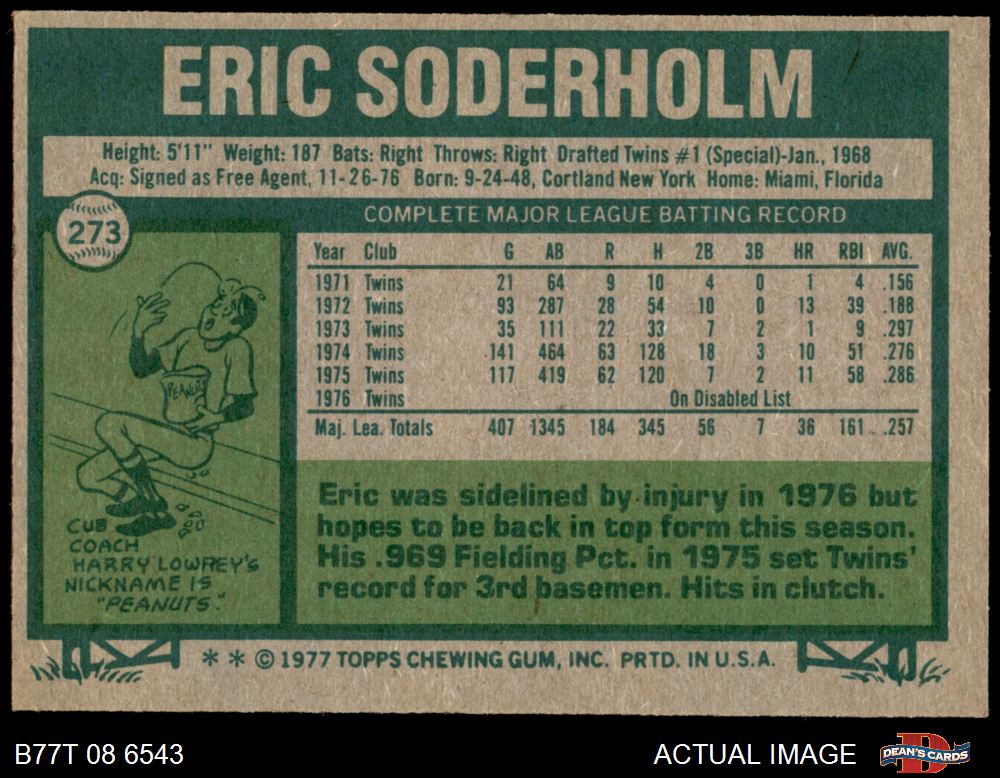 ERIC SODERHOLM
Height: 5'11" Weight: 187 Bats: Right Throws: Right Drafted Twins #1 (Special)-Jan., 1968
Acq: Signed as Free Agent, 11-26-76 Born: 9-24-48, Cortland New York Home: Miami, Florida
273
COMPLETE MAJOR LEAGUE BATTING RECORD
Year Club G AB R H 2B 3B HR RBI AVG.
1971 Twins 21 64 9 10 4 0 1 4 .156
1972 Twins 93 287 28 54 10 0 13 39 .188
1973 Twins 35 111 22 33 7 2 1 9 .297
1974 Twins 141 464 63 128 18 3 10 51 .276
1975 Twins 117 419 62 120 7 2 11 58 .286
1976 Twins On Disabled List
Maj. Lea. Totals 407 1345 184 345 56 7 36 161 .257
PEANUTS
CUB
COACH
HARRY LOWREY'S
NICKNAME IS
"PEANUTS."
Eric was sidelined by injury in 1976 but
hopes to be back in top form this season.
His .969 Fielding Pct. in 1975 set Twins'
record for 3rd basemen. Hits in clutch.
* * © 1977 TOPPS CHEWING GUM, INC. PRTD. IN U.S.A.
B77T 08 6543
ACTUAL IMAGE
DEAN'S CARDS